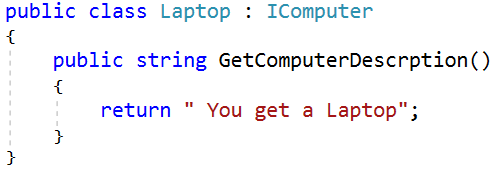 public class Laptop : IComputer
{
public string GetComputerDescrption()
{
return " You get a Laptop";
}
}